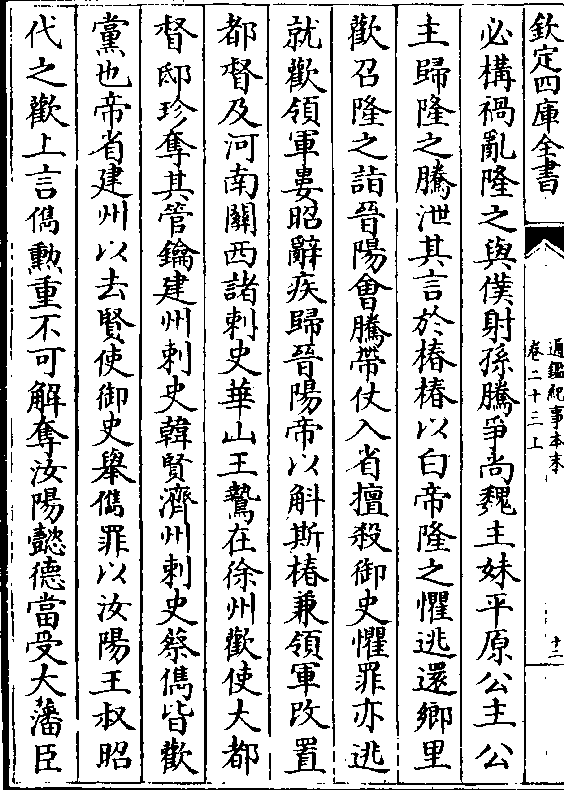 欽定四庫全書
通鑑紀事本末
卷二十三上
十二
必構禍亂隆之與僕射孫騰爭尚魏主妹平原公主公
主歸隆之騰泄其言於椿椿以白帝隆之懼逃還鄉里
歡召隆之詣晉陽會騰帶仗入省擅殺御史懼罪亦逃
就歡領軍婁昭辭疾歸晉陽帝以斛斯椿兼領軍改置
都督及河南關西諸刺史華山王鷙在徐州歡使大都
督邸珍奪其管鑰建州刺史韓賢濟州刺史蔡儁皆歡
黨也帝省建州以去賢使御史舉儁罪以汝陽王叔昭
代之歡上言儁勳重不可解奪汝陽懿德當受大藩臣